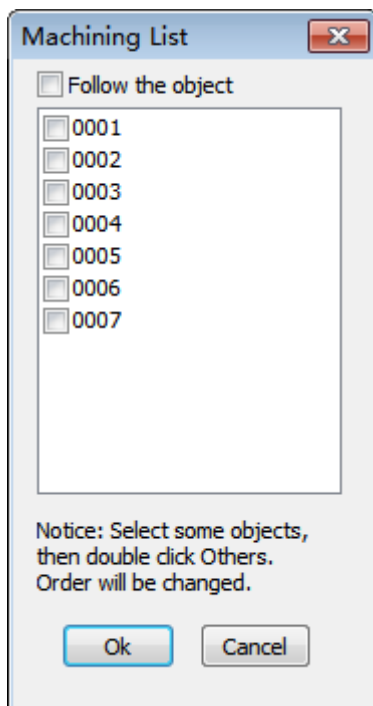 Machining List
Follow the object
0001
0002
0003
0004
0005
0006
0007
Notice: Select some objects,
then double click Others.
Order will be changed.
Ok
Cancel